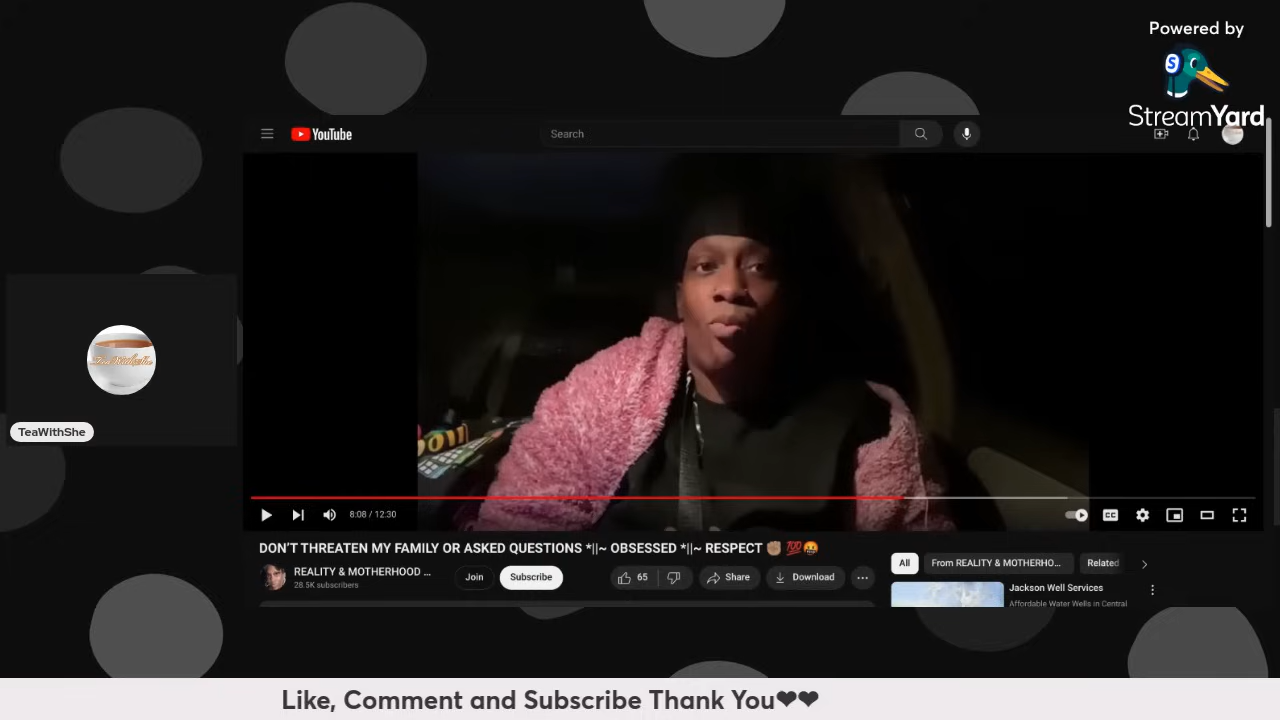 Powered by
StreamYard
YouTube
Search
8:08 / 12:30
CC
DON'T THREATEN MY FAMILY OR ASKED QUESTIONS *||~ OBSESSED *||~ RESPECT ✊🏽 💯🤬
REALITY & MOTHERHOOD ...
28.5K subscribers
Join
Subscribe
65
Share
Download
All
From REALITY & MOTHERHO...
Related
Jackson Well Services
Affordable Water Wells in Central
TeaWithShe
TeaWithShe
Like, Comment and Subscribe Thank You❤❤